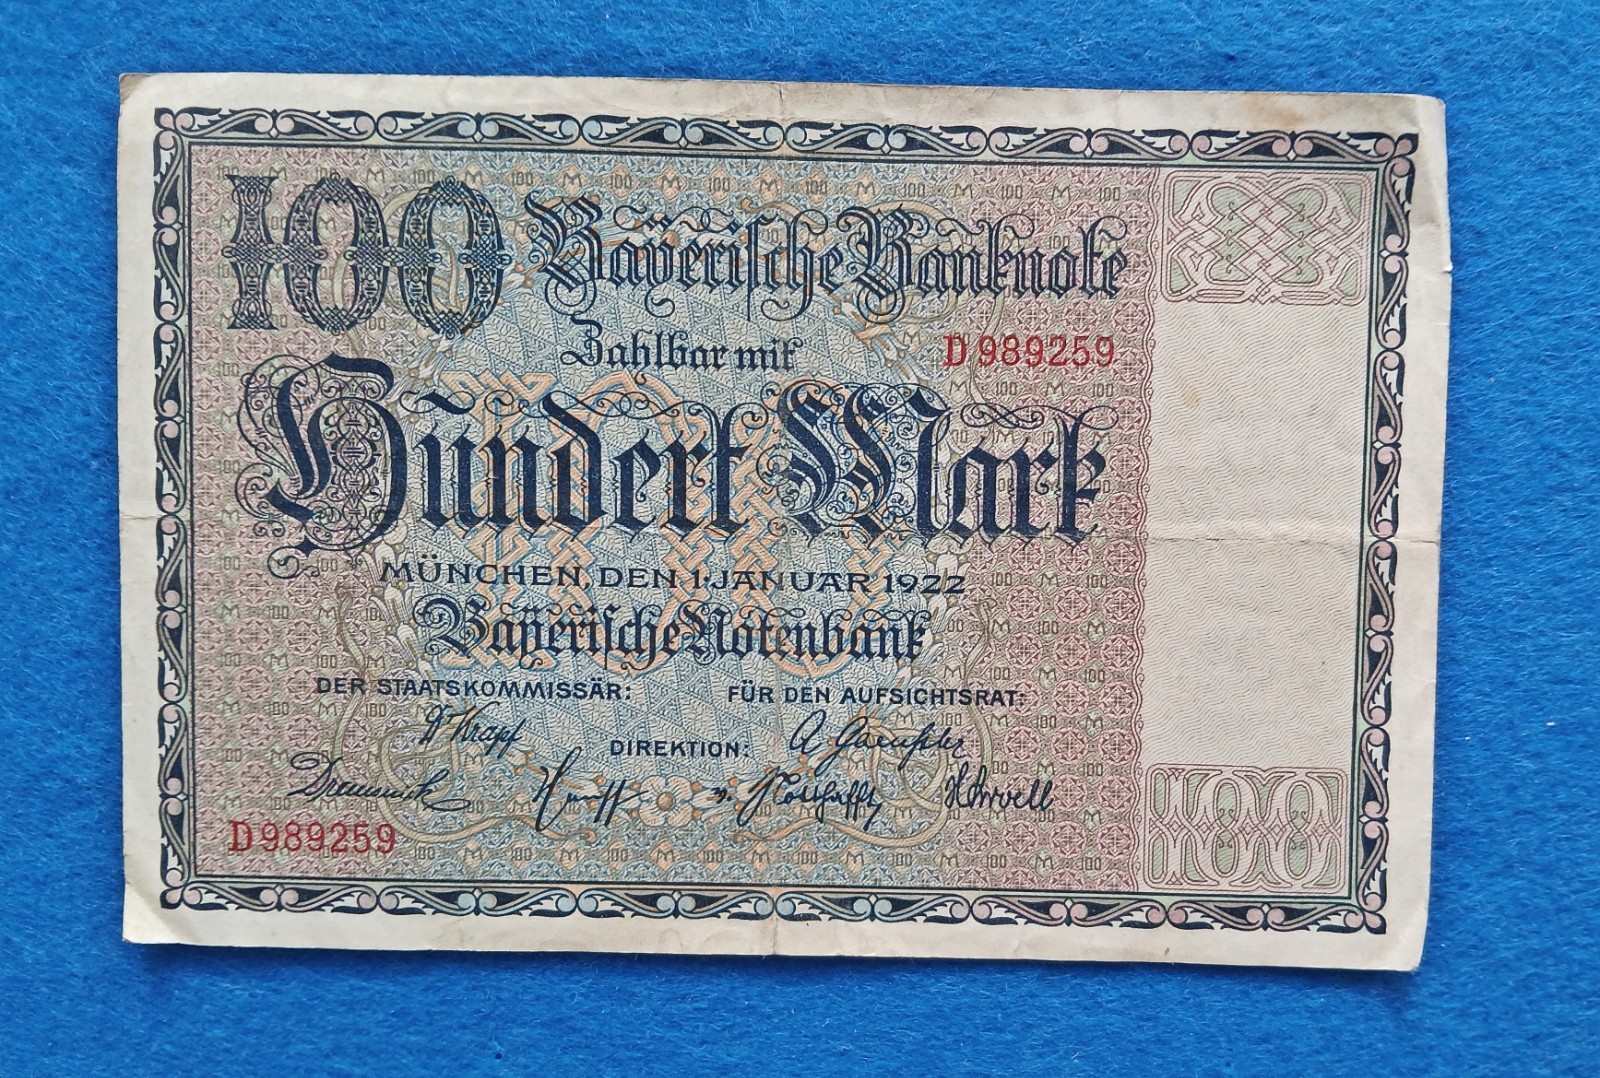 100 Bayerische Banknote
Zahlbar mit D 989259
Hundert Mark
MÜNCHEN, DEN 1·JANUAR 1922
Bayerische Notenbank
DER STAATSKOMMISSÄR: FÜR DEN AUFSICHTSRAT:
DIREKTION:
D 989259
100